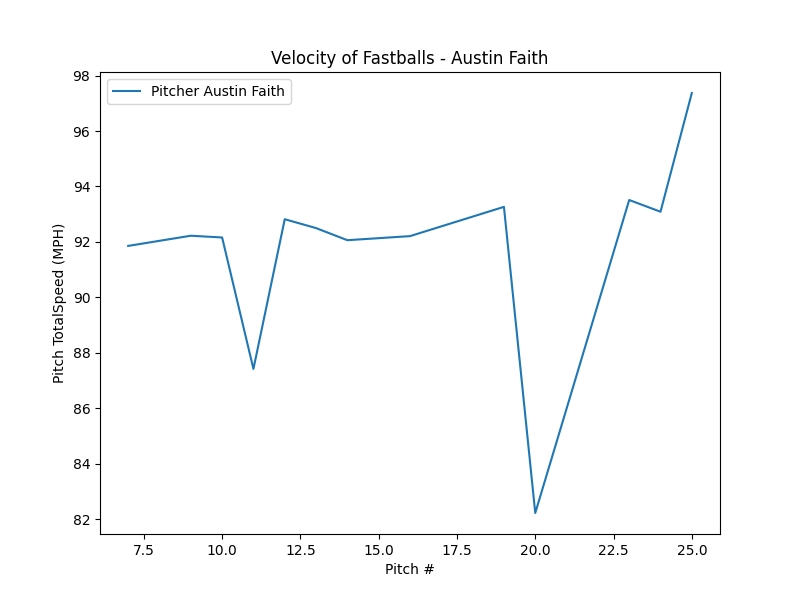 Velocity of Fastballs - Austin Faith
Pitcher Austin Faith
98
96
94
92
90
88
86
84
82
Pitch TotalSpeed (MPH)
7.5 10.0 12.5 15.0 17.5 20.0 22.5 25.0
Pitch #